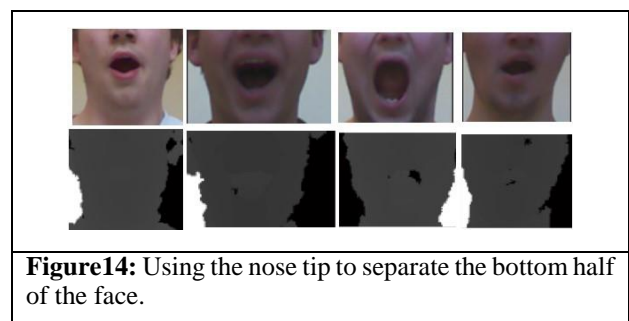 Figure14: Using the nose tip to separate the bottom half
of the face.